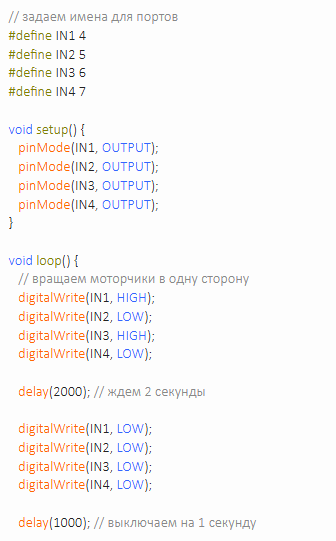 // задаем имена для портов
#define IN1 4
#define IN2 5
#define IN3 6
#define IN4 7
void setup() {
pinMode(IN1, OUTPUT);
pinMode(IN2, OUTPUT);
pinMode(IN3, OUTPUT);
pinMode(IN4, OUTPUT);
}
void loop() {
// вращаем моторчики в одну сторону
digitalWrite(IN1, HIGH);
digitalWrite(IN2, LOW);
digitalWrite(IN3, HIGH);
digitalWrite(IN4, LOW);
delay(2000); // ждем 2 секунды
digitalWrite(IN1, LOW);
digitalWrite(IN2, LOW);
digitalWrite(IN3, LOW);
digitalWrite(IN4, LOW);
delay(1000); // выключаем на 1 секунду